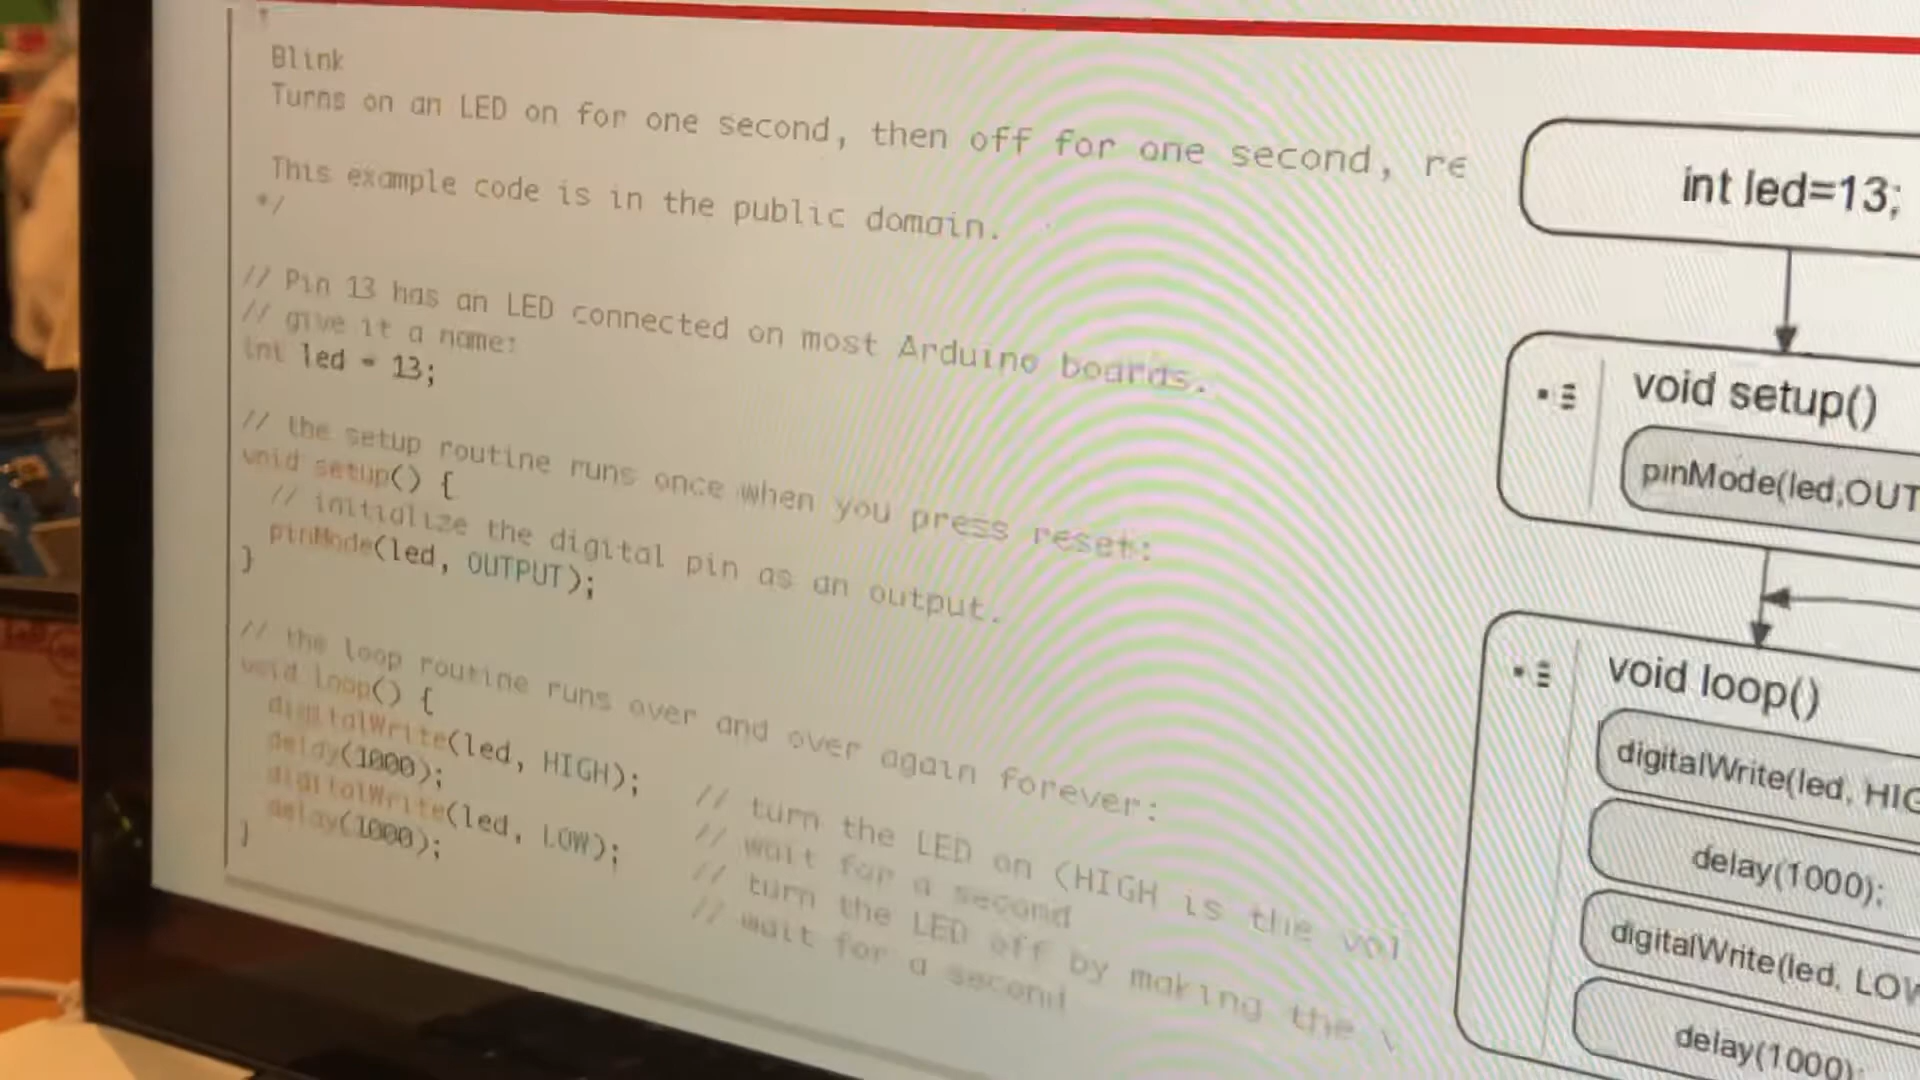 Blink
Turns on an LED on for one second, then off for one second, re
This example code is in the public domain.
*/
// Pin 13 has an LED connected on most Arduino boards.
// give it a name:
int led = 13;
// the setup routine runs once when you press reset:
void setup() {
// initialize the digital pin as an output.
pinMode(led, OUTPUT);
}
// the loop routine runs over and over again forever:
void loop() {
digitalWrite(led, HIGH); // turn the LED on (HIGH is the vol
delay(1000); // wait for a second
digitalWrite(led, LOW); // turn the LED off by making the
delay(1000); // wait for a second
}
int led=13;
void setup()
pinMode(led,OUT
void loop()
digitalWrite(led, HIG
delay(1000);
digitalWrite(led, LOW
delay(1000);